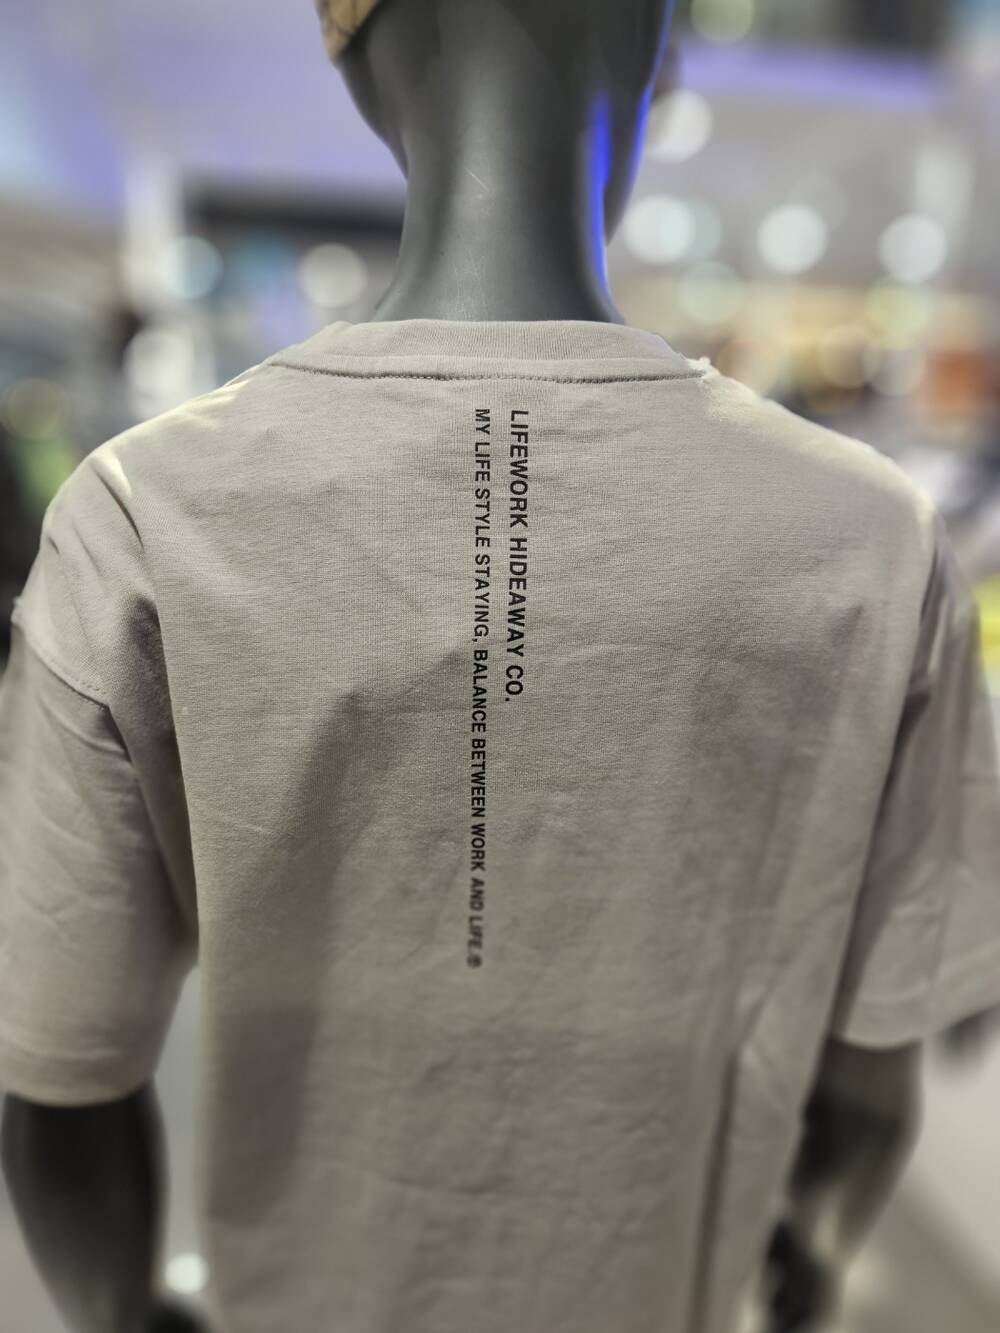 LIFEWORK HIDEAWAY CO.
MY LIFE STYLE STAYING, BALANCE BETWEEN WORK AND LIFE.®